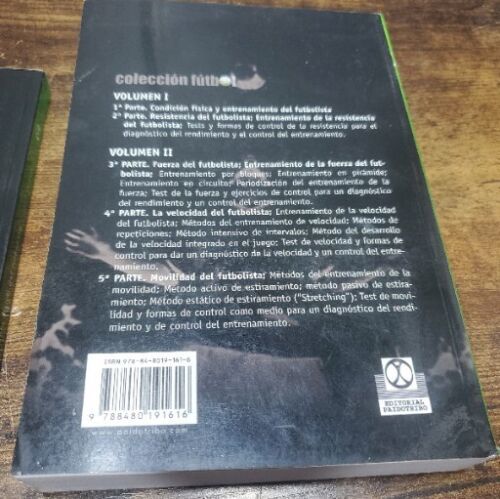 colección fútbol
VOLUMEN I
1ª Parte. Condición física y entrenamiento del futbolista
2ª Parte. Resistencia del futbolista; Entrenamiento de la resistencia
del futbolista; Tests y formas de control de la resistencia para el
diagnóstico del rendimiento y el control del entrenamiento.
VOLUMEN II
3ª PARTE. Fuerza del futbolista; Entrenamiento de la fuerza del fut-
bolista; Entrenamiento por bloques; Entrenamiento en pirámide;
Entrenamiento en circuito; Periodización del entrenamiento de la
fuerza; Test de la fuerza y ejercicios de control para un diagnóstico
del rendimiento y un control del entrenamiento.
4ª PARTE. La velocidad del futbolista; Entrenamiento de la velocidad
del futbolista; Métodos del entrenamiento de velocidad; Métodos de
repeticiones; Método intensivo de intervalos; Método del desarrollo
de la velocidad integrado en el juego; Test de velocidad y formas de
control para dar un diagnóstico de la velocidad y un control del entre-
namiento.
5ª PARTE. Movilidad del futbolista; Métodos del entrenamiento de la
movilidad; Método activo de estiramiento; método pasivo de estira-
miento; Método estático de estiramiento ("Stretching"); Test de movi-
lidad y formas de control como medio para un diagnóstico del rendi-
miento y de control del entrenamiento.
ISBN 978-84-8019-161-6
9 788480 191616
www.paidotribo.com
EDITORIAL
PAIDOTRIBO